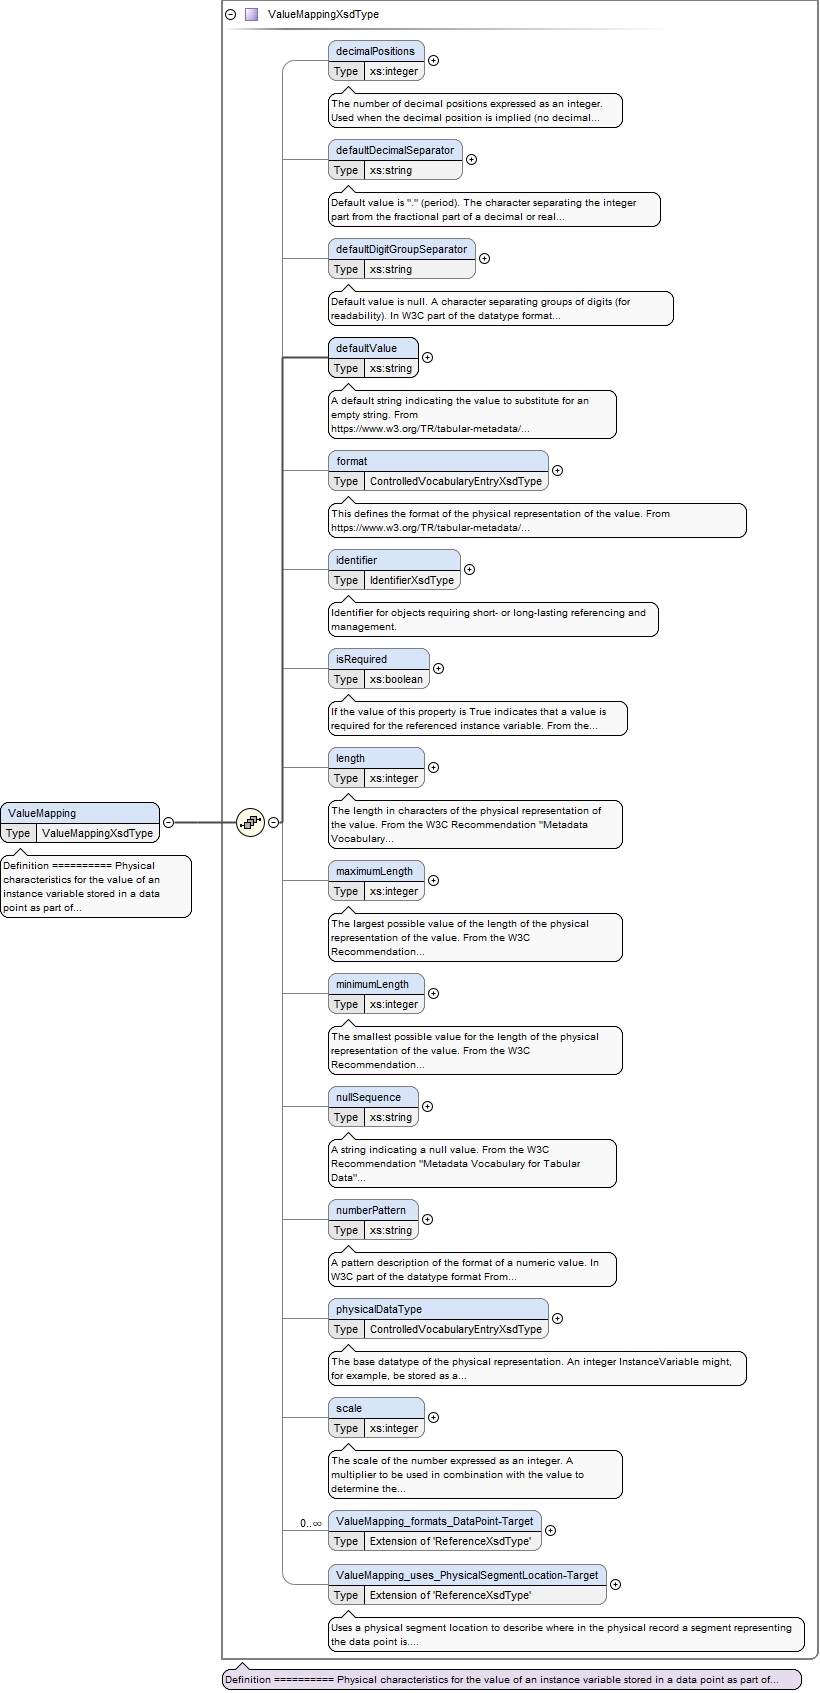 ValueMappingXsdType
decimalPositions
Type xs:integer
The number of decimal positions expressed as an integer.
Used when the decimal position is implied (no decimal...
defaultDecimalSeparator
Type xs:string
Default value is "." (period). The character separating the integer
part from the fractional part of a decimal or real...
defaultDigitGroupSeparator
Type xs:string
Default value is null. A character separating groups of digits (for
readability). In W3C part of the datatype format...
defaultValue
Type xs:string
A default string indicating the value to substitute for an
empty string. From
https://www.w3.org/TR/tabular-metadata/...
format
Type ControlledVocabularyEntryXsdType
This defines the format of the physical representation of the value. From
https://www.w3.org/TR/tabular-metadata/...
identifier
Type IdentifierXsdType
Identifier for objects requiring short- or long-lasting referencing and
management.
isRequired
Type xs:boolean
If the value of this property is True indicates that a value is
required for the referenced instance variable. From the...
length
Type xs:integer
The length in characters of the physical representation of
the value. From the W3C Recommendation "Metadata
Vocabulary...
ValueMapping
Type ValueMappingXsdType
Definition ========== Physical
characteristics for the value of an
instance variable stored in a data
point as part of...
maximumLength
Type xs:integer
The largest possible value of the length of the physical
representation of the value. From the W3C
Recommendation...
minimumLength
Type xs:integer
The smallest possible value for the length of the physical
representation of the value. From the W3C
Recommendation...
nullSequence
Type xs:string
A string indicating a null value. From the W3C
Recommendation "Metadata Vocabulary for Tabular
Data"...
numberPattern
Type xs:string
A pattern description of the format of a numeric value. In
W3C part of the datatype format From...
physicalDataType
Type ControlledVocabularyEntryXsdType
The base datatype of the physical representation. An integer InstanceVariable might,
for example, be stored as a...
scale
Type xs:integer
The scale of the number expressed as an integer. A
multiplier to be used in combination with the value to
determine the...
0..∞
ValueMapping_formats_DataPoint-Target
Type Extension of 'ReferenceXsdType'
ValueMapping_uses_PhysicalSegmentLocation-Target
Type Extension of 'ReferenceXsdType'
Uses a physical segment location to describe where in the physical record a segment representing
the data point is....
Definition ========== Physical characteristics for the value of an instance variable stored in a data point as part of...